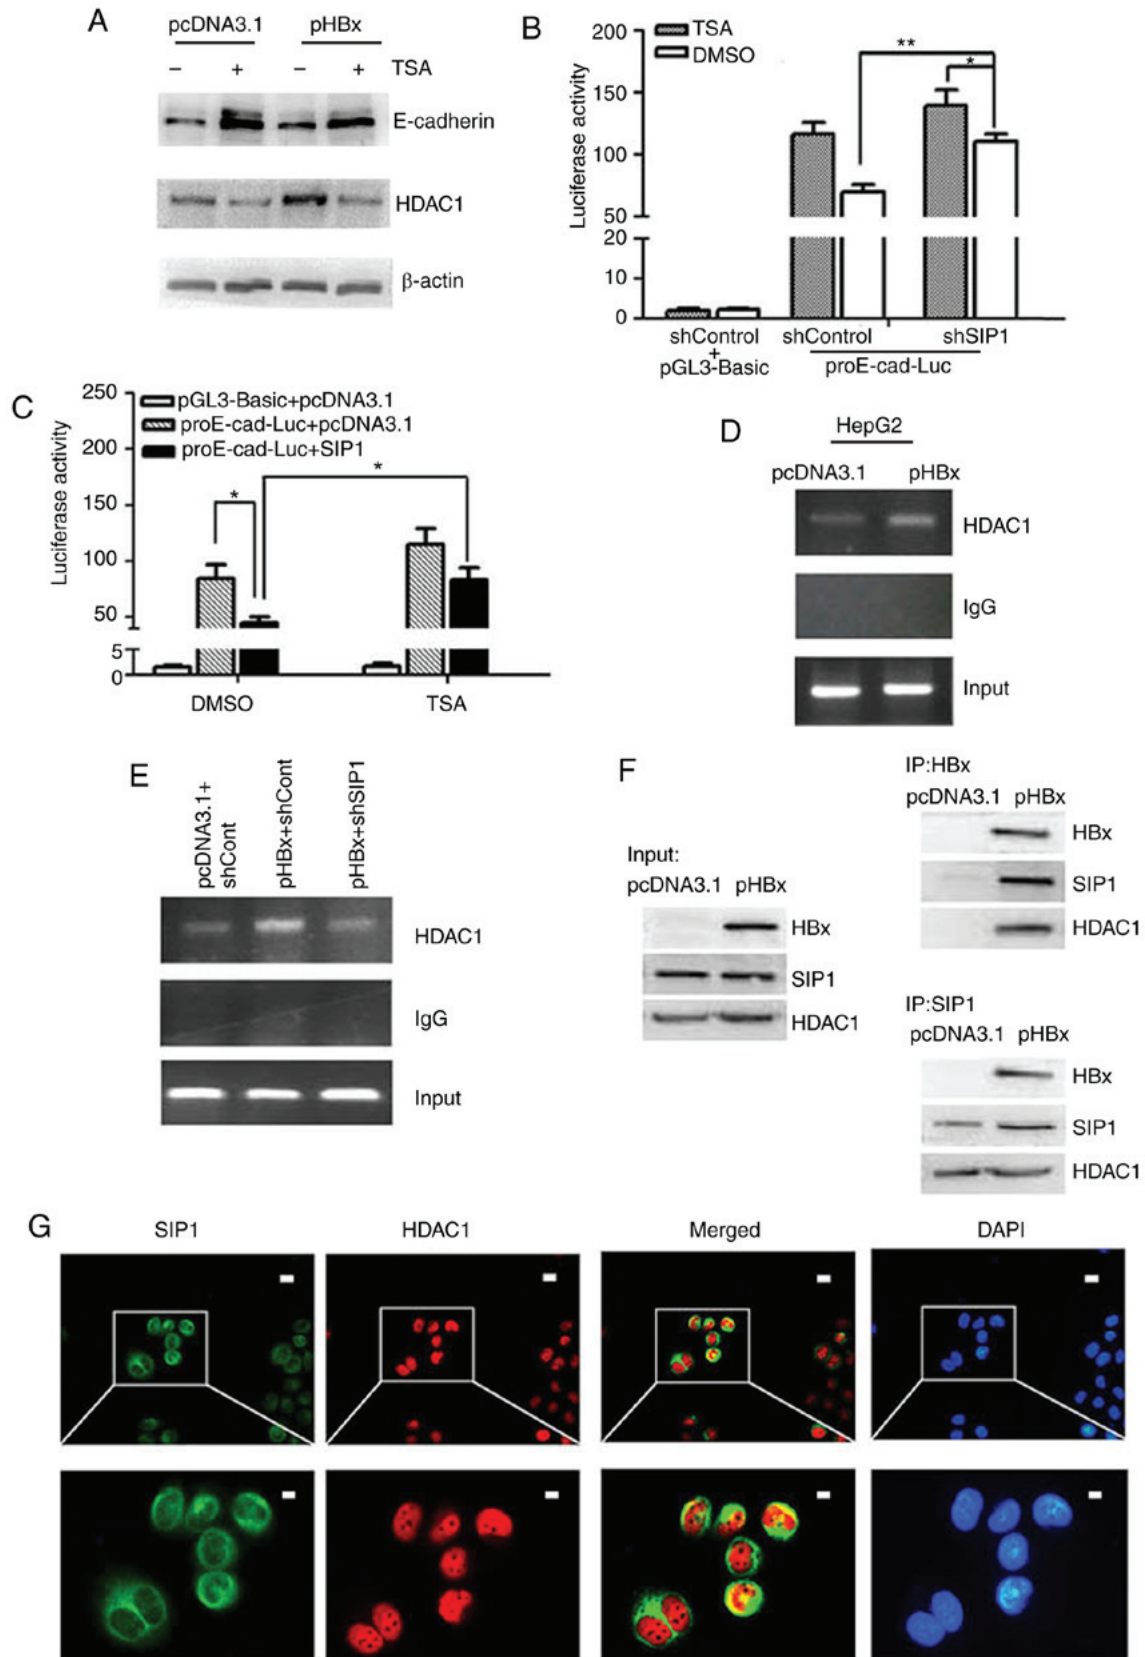 A
pcDNA3.1 pHBx
– + – + TSA
E-cadherin
HDAC1
β-actin
B
TSA
DMSO
Luciferase activity
200
150
100
50
20
10
0
**
*
shControl
+
pGL3-Basic
shControl shSIP1
proE-cad-Luc
C
pGL3-Basic+pcDNA3.1
proE-cad-Luc+pcDNA3.1
proE-cad-Luc+SIP1
Luciferase activity
250
200
150
100
50
5
0
*
*
DMSO TSA
D
HepG2
pcDNA3.1 pHBx
HDAC1
IgG
Input
E
pcDNA3.1+
shCont
pHBx+shCont
pHBx+shSIP1
HDAC1
IgG
Input
F
Input:
pcDNA3.1 pHBx
HBx
SIP1
HDAC1
IP:HBx
pcDNA3.1 pHBx
HBx
SIP1
HDAC1
IP:SIP1
pcDNA3.1 pHBx
HBx
SIP1
HDAC1
G
SIP1 HDAC1 Merged DAPI